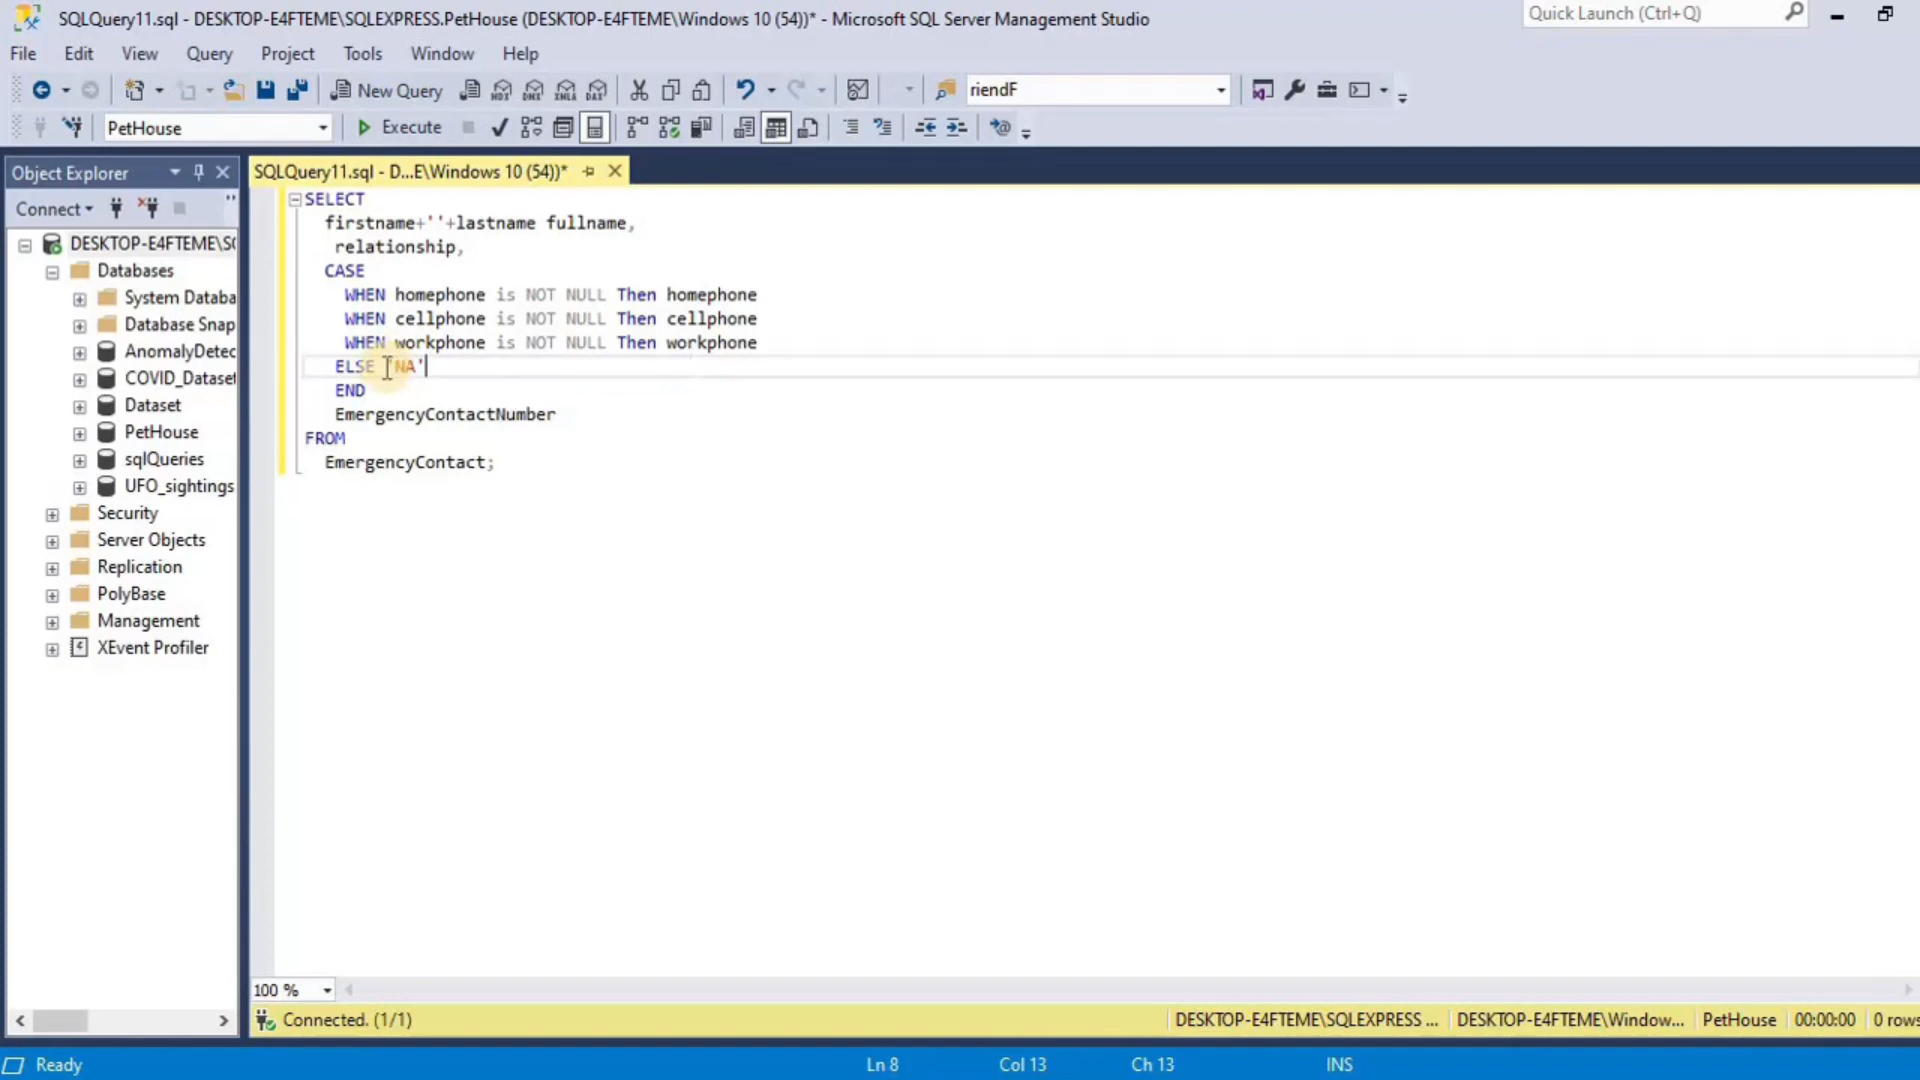 SQLQuery11.sql - DESKTOP-E4FTEME\SQLEXPRESS.PetHouse (DESKTOP-E4FTEME\Windows 10 (54))* - Microsoft SQL Server Management Studio
Quick Launch (Ctrl+Q)
File Edit View Query Project Tools Window Help
New Query
MDX DMX XMLA DAX
riendF
PetHouse
Execute
Object Explorer
SQLQuery11.sql - D...E\Windows 10 (54))*
Connect
DESKTOP-E4FTEME\S
Databases
System Databa
Database Snap
AnomalyDetec
COVID_Dataset
Dataset
PetHouse
sqlQueries
UFO_sightings
Security
Server Objects
Replication
PolyBase
Management
XEvent Profiler
SELECT
firstname+''+lastname fullname,
relationship,
CASE
WHEN homephone is NOT NULL Then homephone
WHEN cellphone is NOT NULL Then cellphone
WHEN workphone is NOT NULL Then workphone
ELSE 'NA'
END
EmergencyContactNumber
FROM
EmergencyContact;
100 %
Connected. (1/1)
DESKTOP-E4FTEME\SQLEXPRESS ...
DESKTOP-E4FTEME\Window...
PetHouse
00:00:00
0 rows
Ready
Ln 8
Col 13
Ch 13
INS